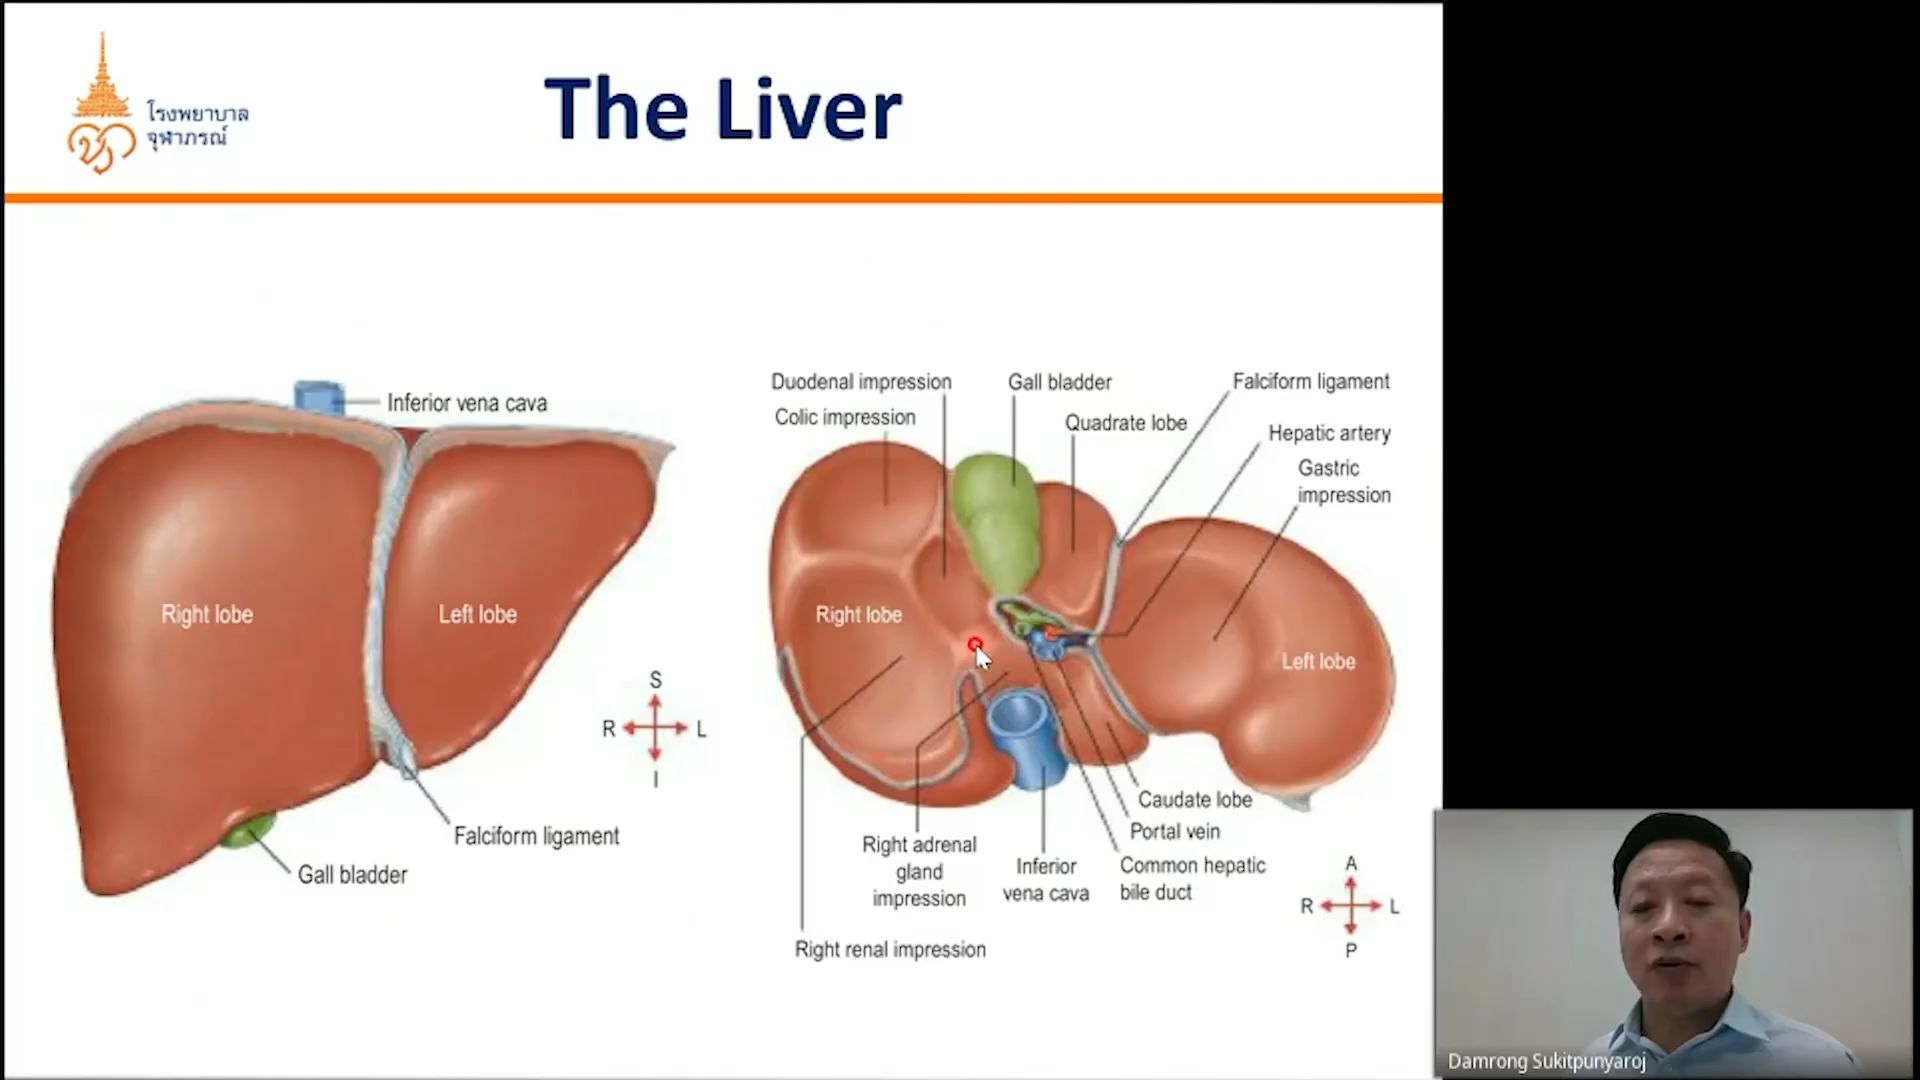 โรงพยาบาล
จุฬาภรณ์
The Liver
Inferior vena cava
Right lobe
Left lobe
S
R
L
I
Falciform ligament
Gall bladder
Duodenal impression
Gall bladder
Falciform ligament
Colic impression
Quadrate lobe
Hepatic artery
Gastric
impression
Right lobe
Left lobe
Caudate lobe
Portal vein
Right adrenal
gland
impression
Inferior
vena cava
Common hepatic
bile duct
Right renal impression
A
R
L
P
Damrong Sukitpunyaroj